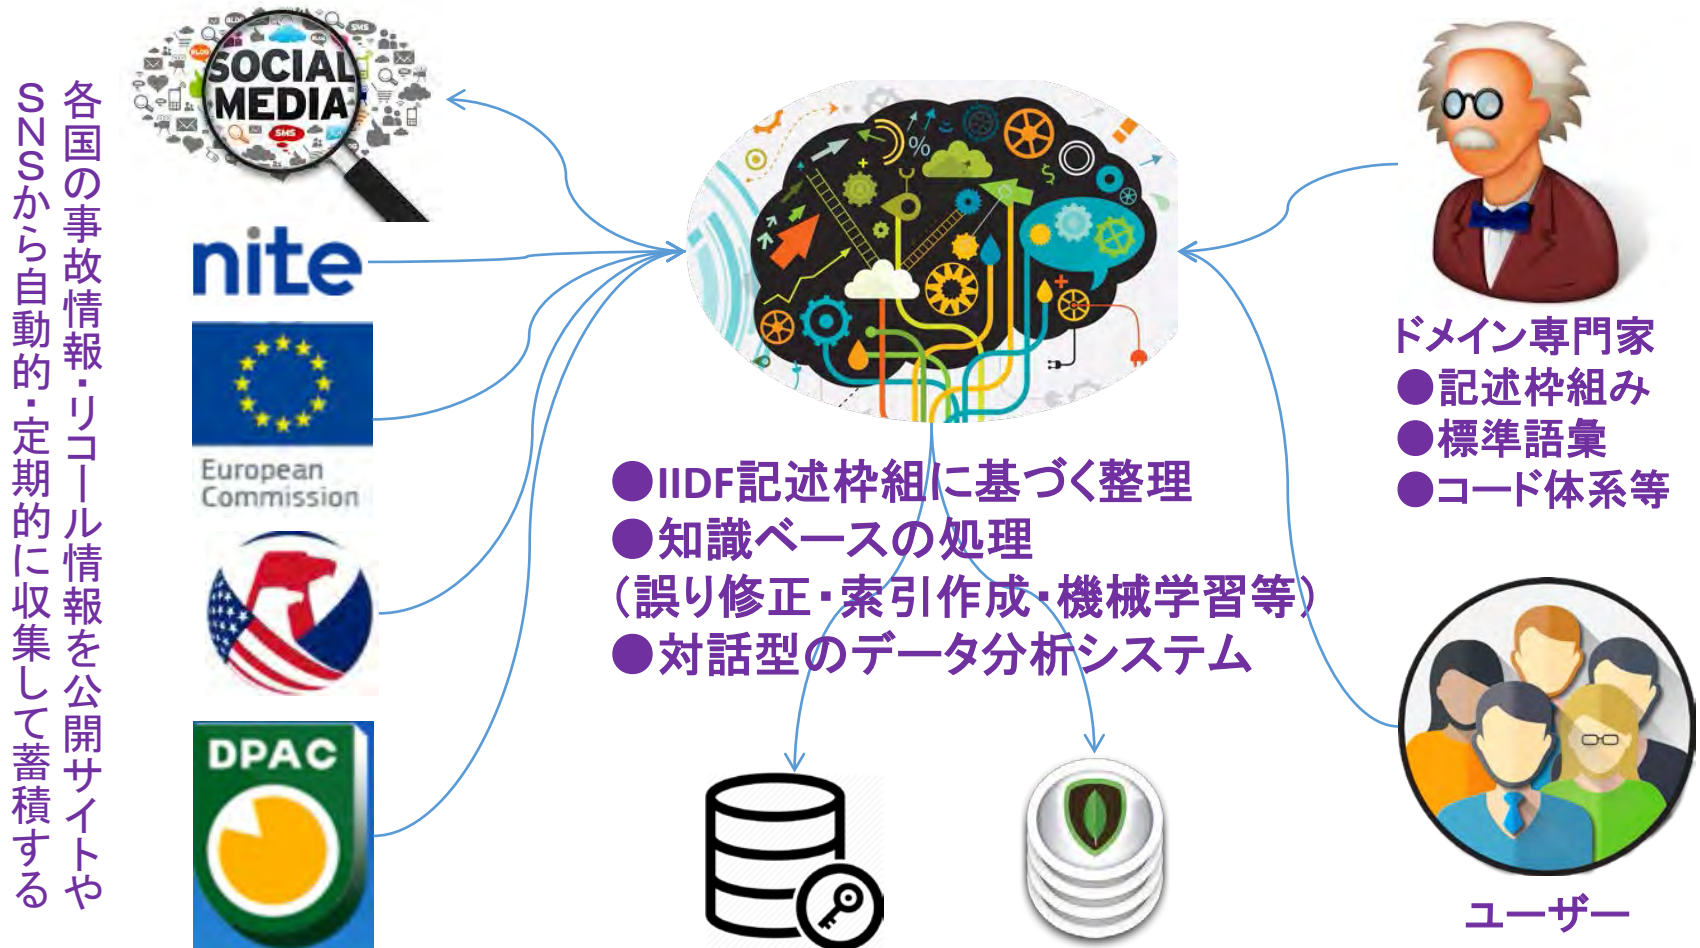 各国の事故情報・リコール情報を公開サイトや
SNSから自動的・定期的に収集して蓄積する
SOCIAL
MEDIA
SMS
BLOG
SMS
BLOG
nite
European
Commission
DPAC
%
$
●IIDF記述枠組に基づく整理
●知識ベースの処理
（誤り修正・索引作成・機械学習等）
●対話型のデータ分析システム
ドメイン専門家
●記述枠組み
●標準語彙
●コード体系等
ユーザー